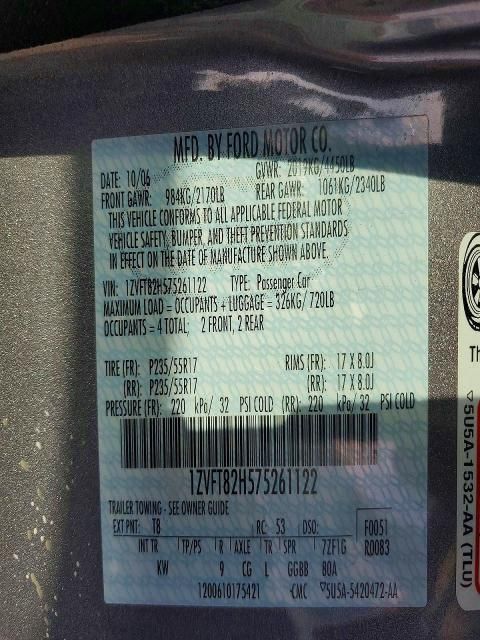 MFD. BY FORD MOTOR CO.
DATE: 10/06 GVWR: 2019KG/4450LB
FRONT GAWR: 984KG/2170LB REAR GAWR: 1061KG/2340LB
THIS VEHICLE CONFORMS TO ALL APPLICABLE FEDERAL MOTOR
VEHICLE SAFETY, BUMPER, AND THEFT PREVENTION STANDARDS
IN EFFECT ON THE DATE OF MANUFACTURE SHOWN ABOVE.
VIN: 1ZVFT82H575261122 TYPE: Passenger Car
MAXIMUM LOAD = OCCUPANTS + LUGGAGE = 326KG/ 720LB
OCCUPANTS = 4 TOTAL; 2 FRONT, 2 REAR
TIRE (FR): P235/55R17 RIMS (FR): 17 X 8.0J
(RR): P235/55R17 (RR): 17 X 8.0J
PRESSURE (FR): 220 kPa/ 32 PSI COLD (RR): 220 kPa/ 32 PSI COLD
1ZVFT82H575261122
TRAILER TOWING - SEE OWNER GUIDE
EXT PNT: T8 RC: 53 DSO: F0051
INT TR TP/PS R AXLE TR SPR 7ZF1G R0083
KW 9 CG L GGBB BOA
1200610175421 CMC 5U5A-5420472-AA
Th
5U5A-1532-AA (TLU)